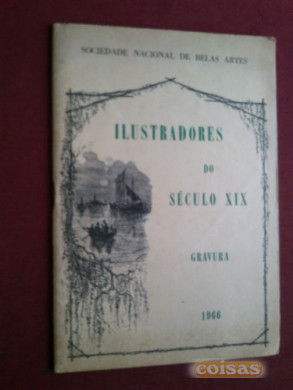 SOCIEDADE NACIONAL DE BELAS ARTES
ILUSTRADORES
DO
SÉCULO XIX
GRAVURA
1966
coisas